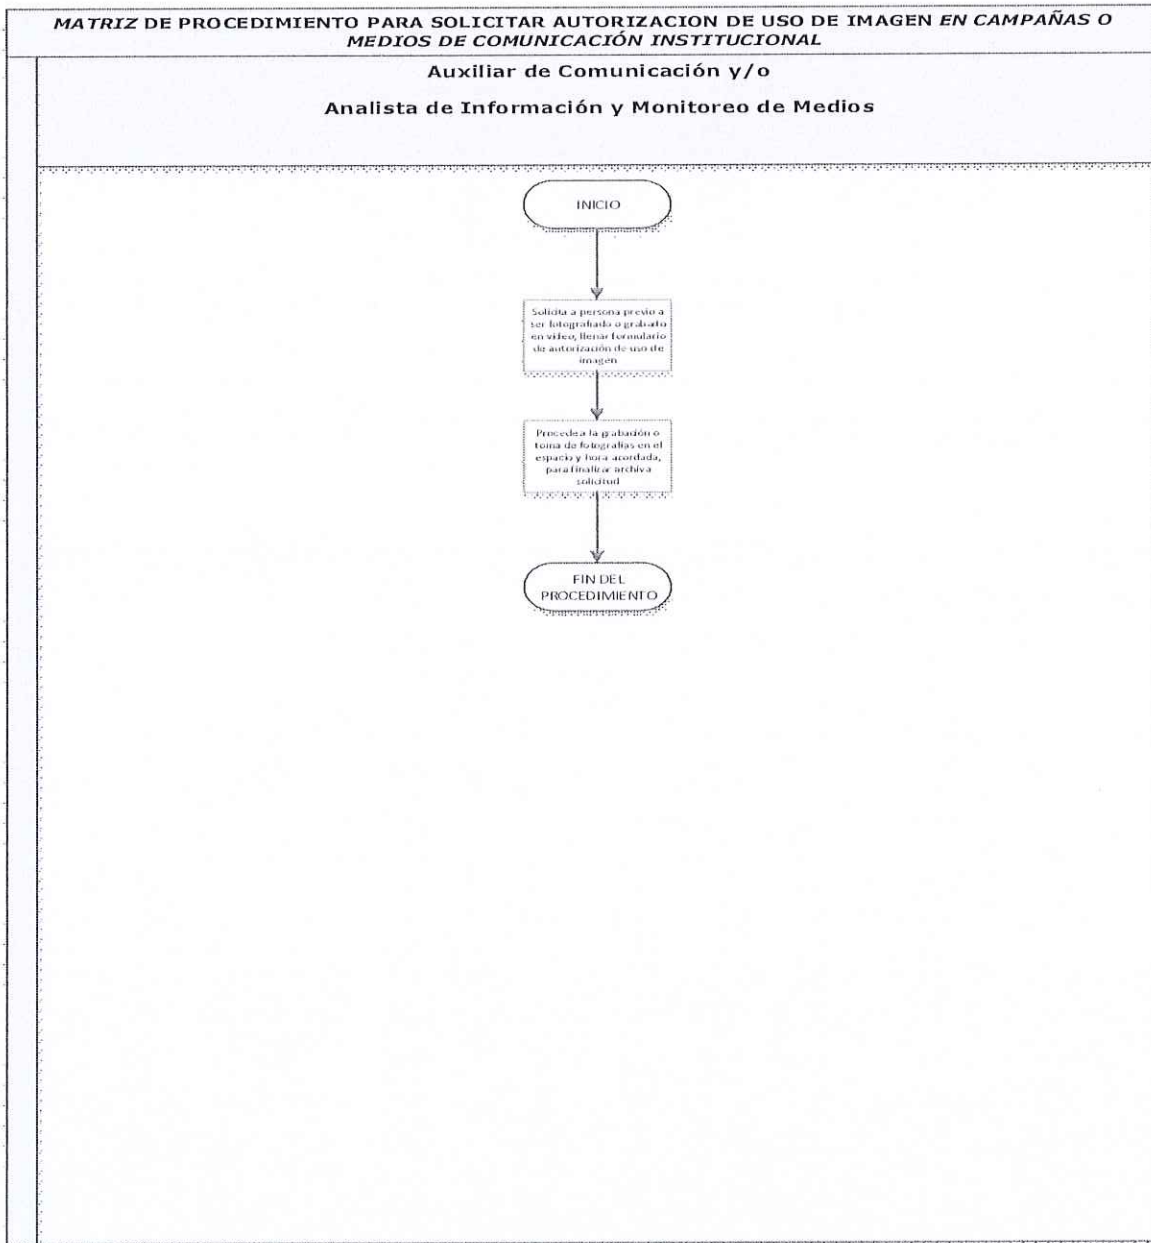 MATRIZ DE PROCEDIMIENTO PARA SOLICITAR AUTORIZACION DE USO DE IMAGEN EN CAMPAÑAS O
MEDIOS DE COMUNICACIÓN INSTITUCIONAL
Auxiliar de Comunicación y/o
Analista de Información y Monitoreo de Medios
INICIO
Solicita a persona previo a
ser fotografiado o grabado
en video, llenar formulario
de autorización de uso de
imagen
Procede a la grabación o
toma de fotografías en el
espacio y hora acordada,
para finalizar archiva
solicitud
FIN DEL
PROCEDIMIENTO